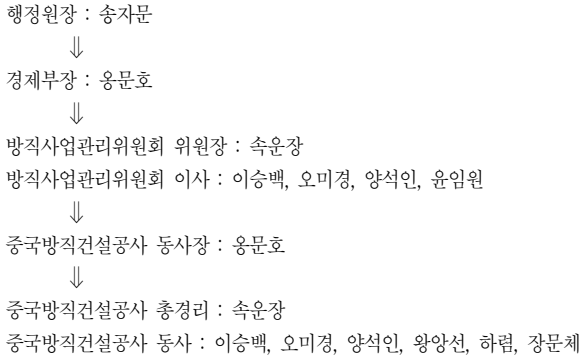 행정원장 : 송자문
⇓
경제부장 : 옹문호
⇓
방직사업관리위원회 위원장 : 속운장
방직사업관리위원회 이사 : 이승백, 오미경, 양석인, 윤임원
⇓
중국방직건설공사 동사장 : 옹문호
⇓
중국방직건설공사 총경리 : 속운장
중국방직건설공사 동사 : 이승백, 오미경, 양석인, 왕앙선, 하렴, 장문체